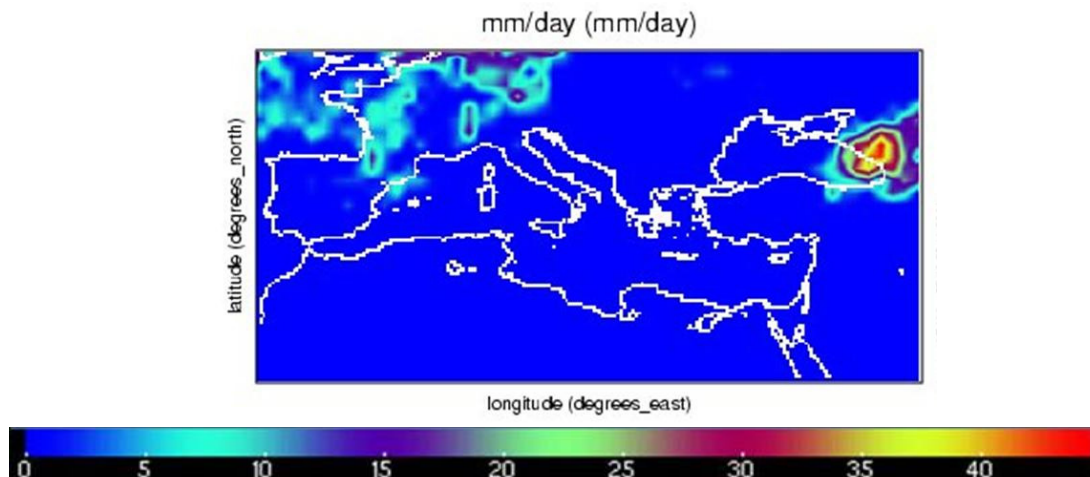 mm/day (mm/day)
latitude (degrees_north)
longitude (degrees_east)
0 5 10 15 20 25 30 35 40